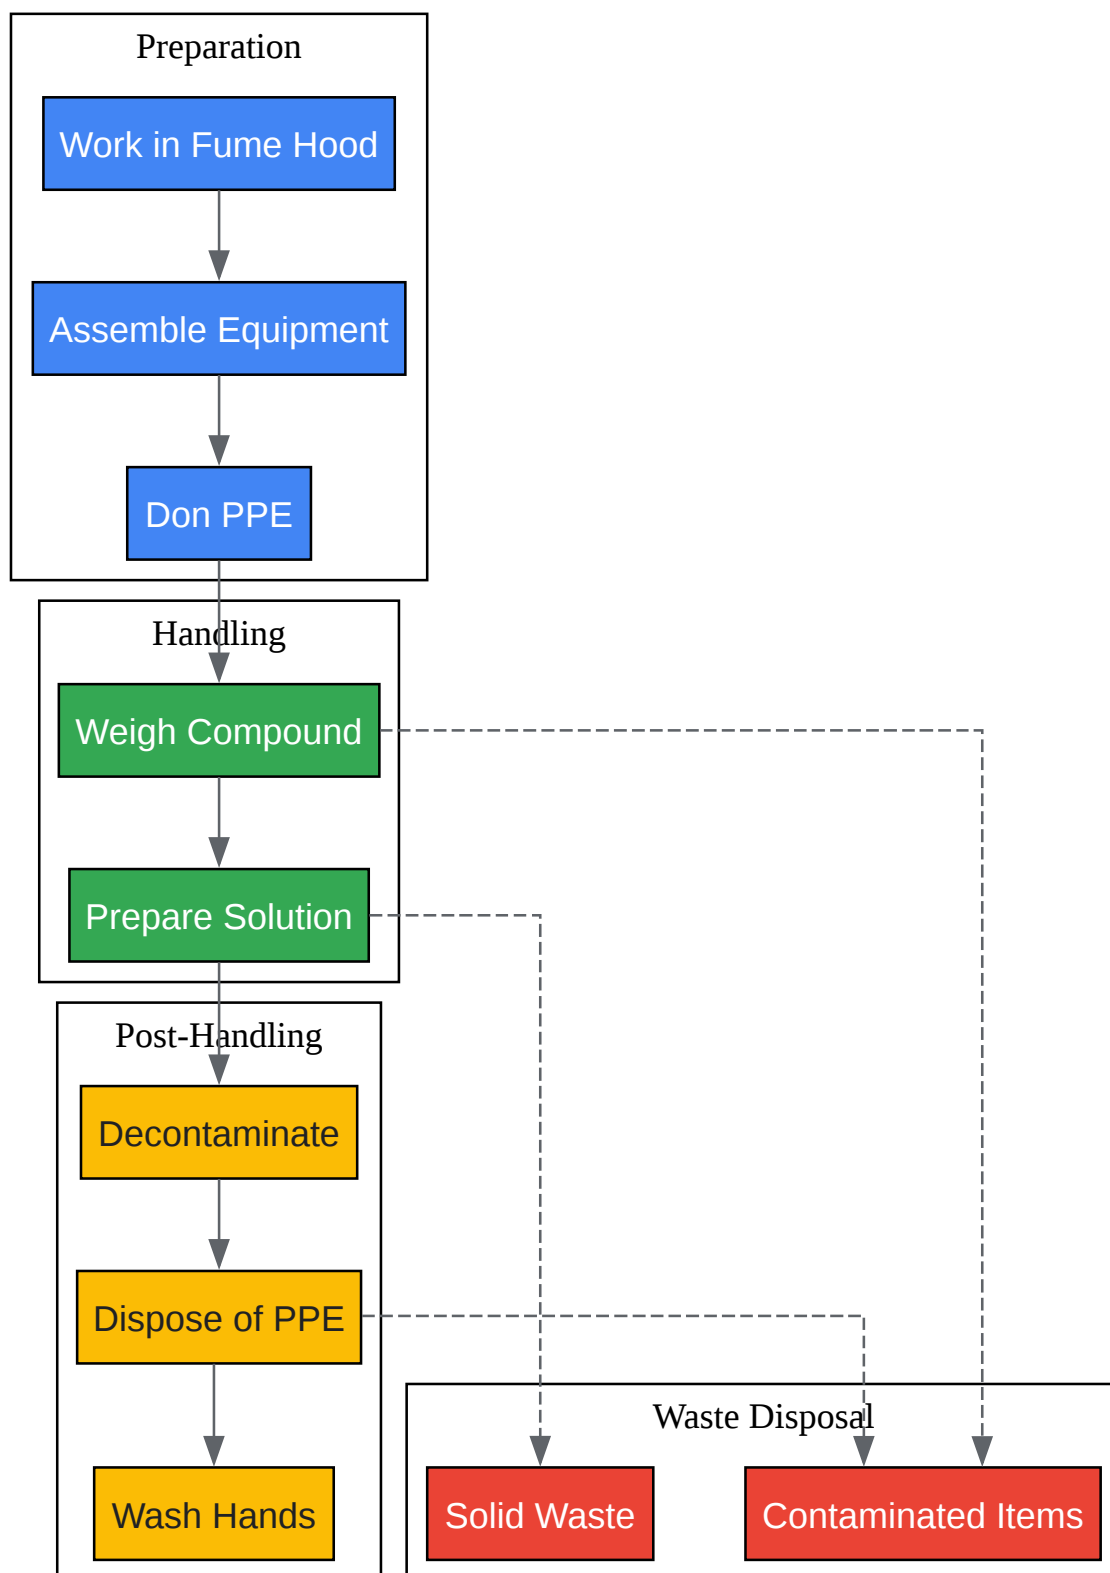 Preparation
Work in Fume Hood
Assemble Equipment
Don PPE
Handling
Weigh Compound
Prepare Solution
Post-Handling
Decontaminate
Dispose of PPE
Wash Hands
Waste Disposal
Solid Waste
Contaminated Items